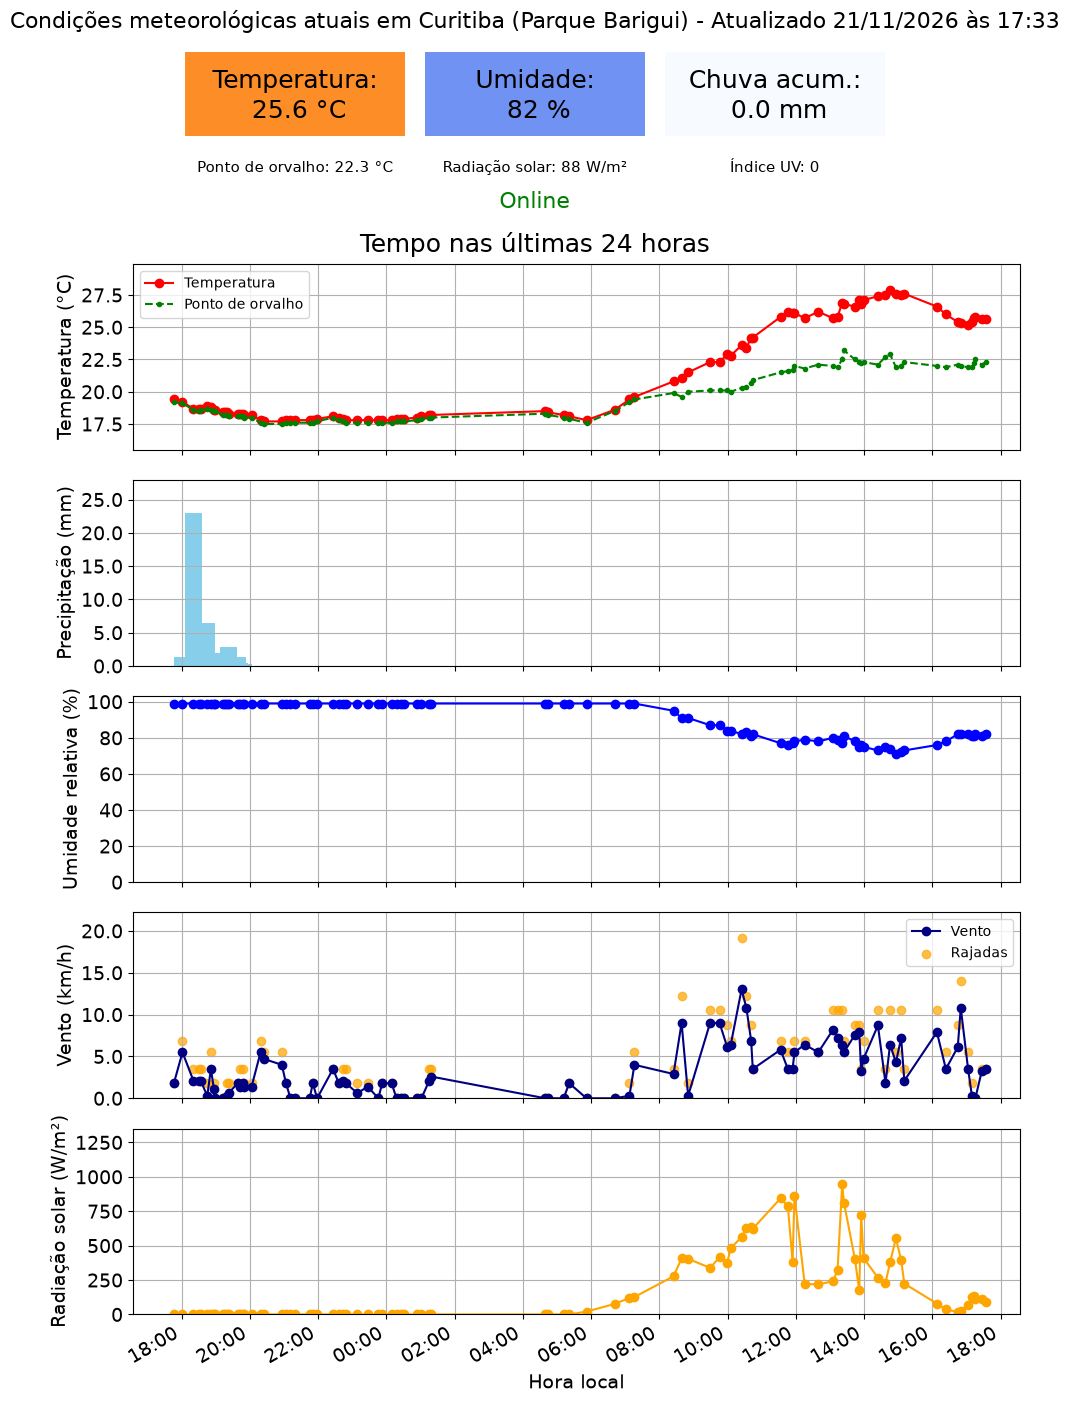 Condições meteorológicas atuais em Curitiba (Parque Barigui) - Atualizado 21/11/2026 às 17:33
Temperatura:
25.6 °C
Umidade:
82 %
Chuva acum.:
0.0 mm
Ponto de orvalho: 22.3 °C
Radiação solar: 88 W/m²
Índice UV: 0
Online
Tempo nas últimas 24 horas
Temperatura (°C)
27.5
25.0
22.5
20.0
17.5
Temperatura
Ponto de orvalho
Precipitação (mm)
25.0
20.0
15.0
10.0
5.0
0.0
Umidade relativa (%)
100
80
60
40
20
0
Vento (km/h)
20.0
15.0
10.0
5.0
0.0
Vento
Rajadas
Radiação solar (W/m²)
1250
1000
750
500
250
0
18:00
20:00
22:00
00:00
02:00
04:00
06:00
08:00
10:00
12:00
14:00
16:00
18:00
Hora local